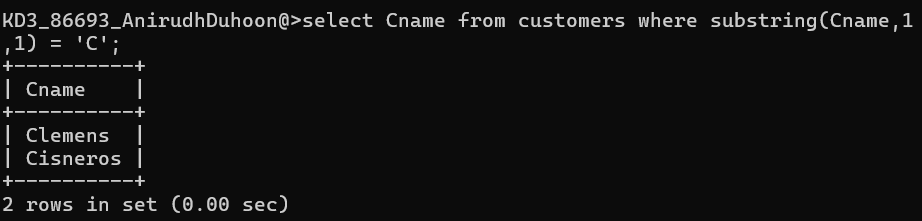 KD3_86693_AnirudhDuhoon@>select Cname from customers where substring(Cname,1
,1) = 'C';
+----------+
| Cname    |
+----------+
| Clemens  |
| Cisneros |
+----------+
2 rows in set (0.00 sec)